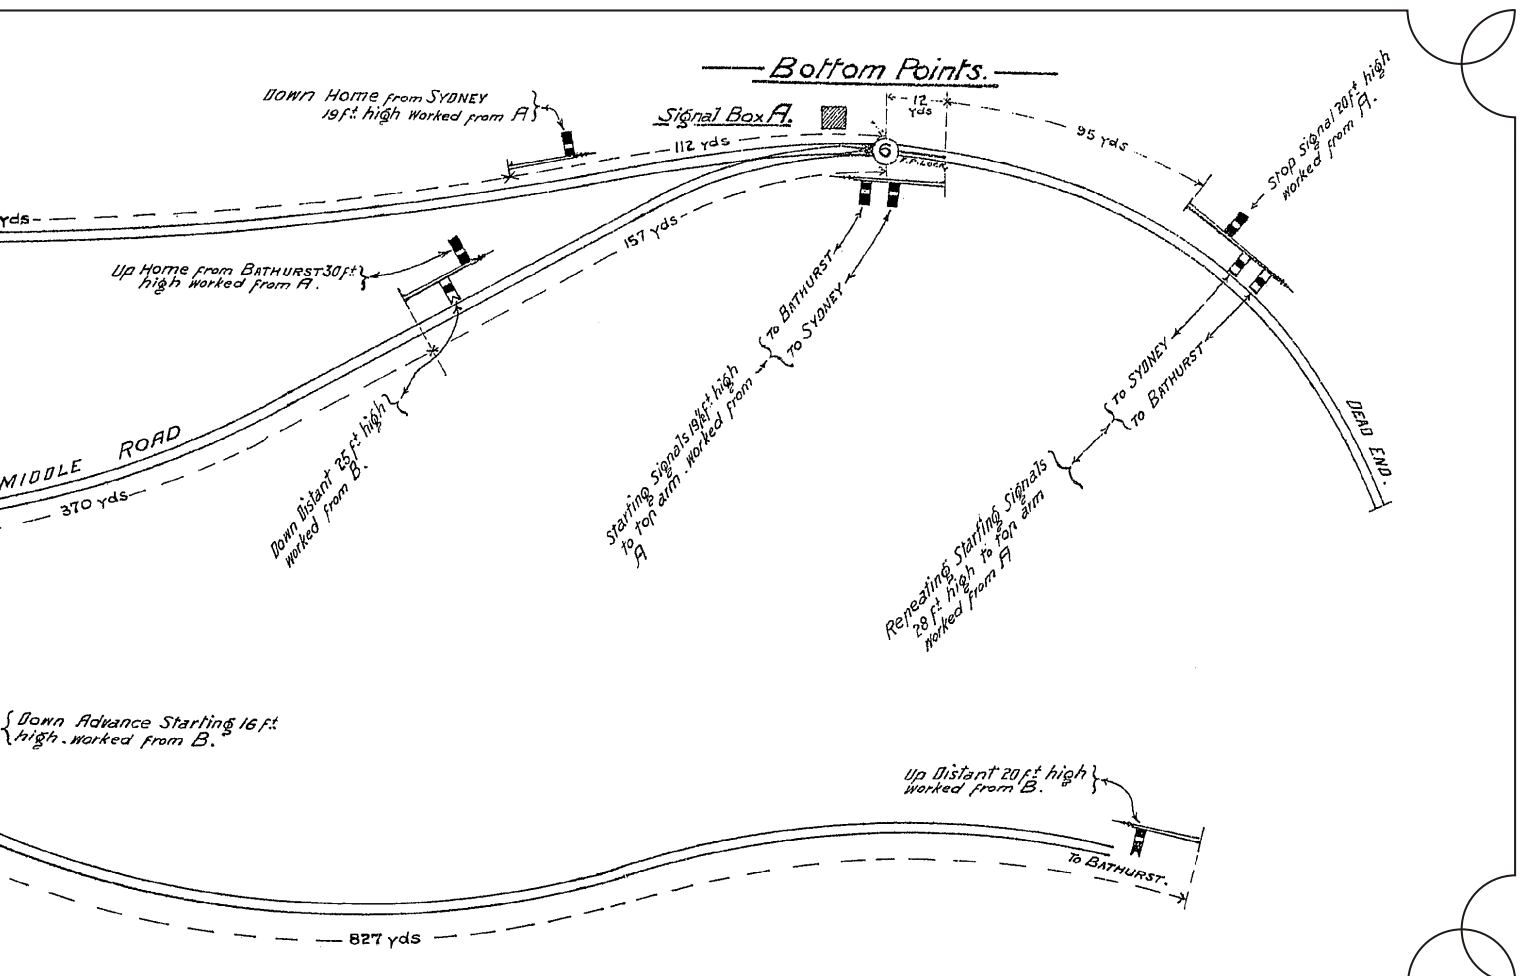 Bottom Points.
Down Home from SYDNEY
19 ft high worked from A
Signal Box A.
12
yds
95 yds
Stop Signal 20 ft high
worked from A.
112 yds
6
F.P. LOCK.
yds
157 yds
Up Home from BATHURST 30 ft
high worked from A.
TO BATHURST
TO SYDNEY
TO SYDNEY
TO BATHURST
DEAD END.
MIDDLE ROAD
370 yds
Down Distant 25 ft high
worked from B.
Starting Signals 19½ ft high
to top arm. worked from
A
Repeating Starting Signals
28 ft high to top arm
worked from A
Down Advance Starting 16 ft
high. worked from B.
Up Distant 20 ft high
worked from B.
To BATHURST.
827 yds